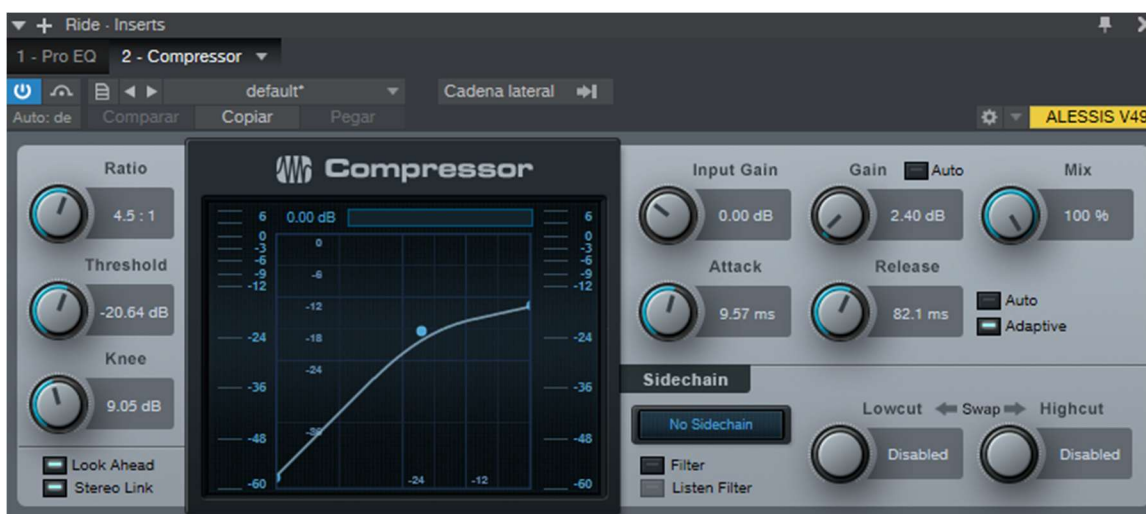 Ride - Inserts
1 - Pro EQ 2 - Compressor
default* Cadena lateral
Auto: de Comparar Copiar Pegar ALESSIS V49
Ratio
4.5 : 1
Threshold
-20.64 dB
Knee
9.05 dB
Look Ahead
Stereo Link
Compressor
6 0.00 dB 6
0 0 0
-3 -3
-6 -6 -6
-9 -9
-12 -12 -12
-24 -18 -24
-24
-36 -36
-48 -36 -48
-60 -24 -12 -60
Input Gain Gain Auto Mix
0.00 dB 2.40 dB 100 %
Attack Release
9.57 ms 82.1 ms Auto
Adaptive
Sidechain
No Sidechain
Filter
Listen Filter
Lowcut Swap Highcut
Disabled Disabled